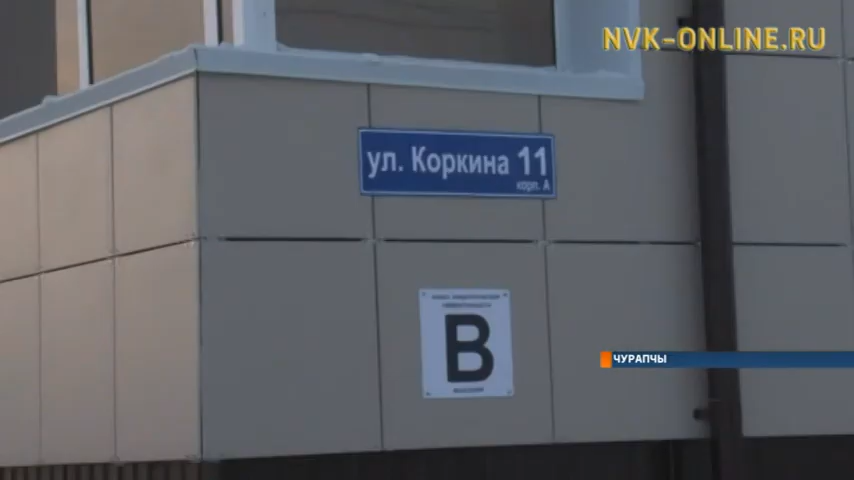 NVK-ONLINE.RU
ул. Коркина 11
корп. А
В
ЧУРАПЧЫ